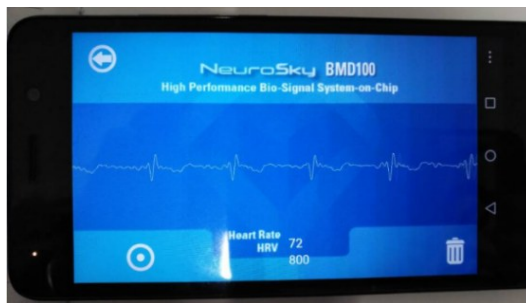 NeuroSky BMD100
High Performance Bio-Signal System-on-Chip
Heart Rate 72
HRV 800